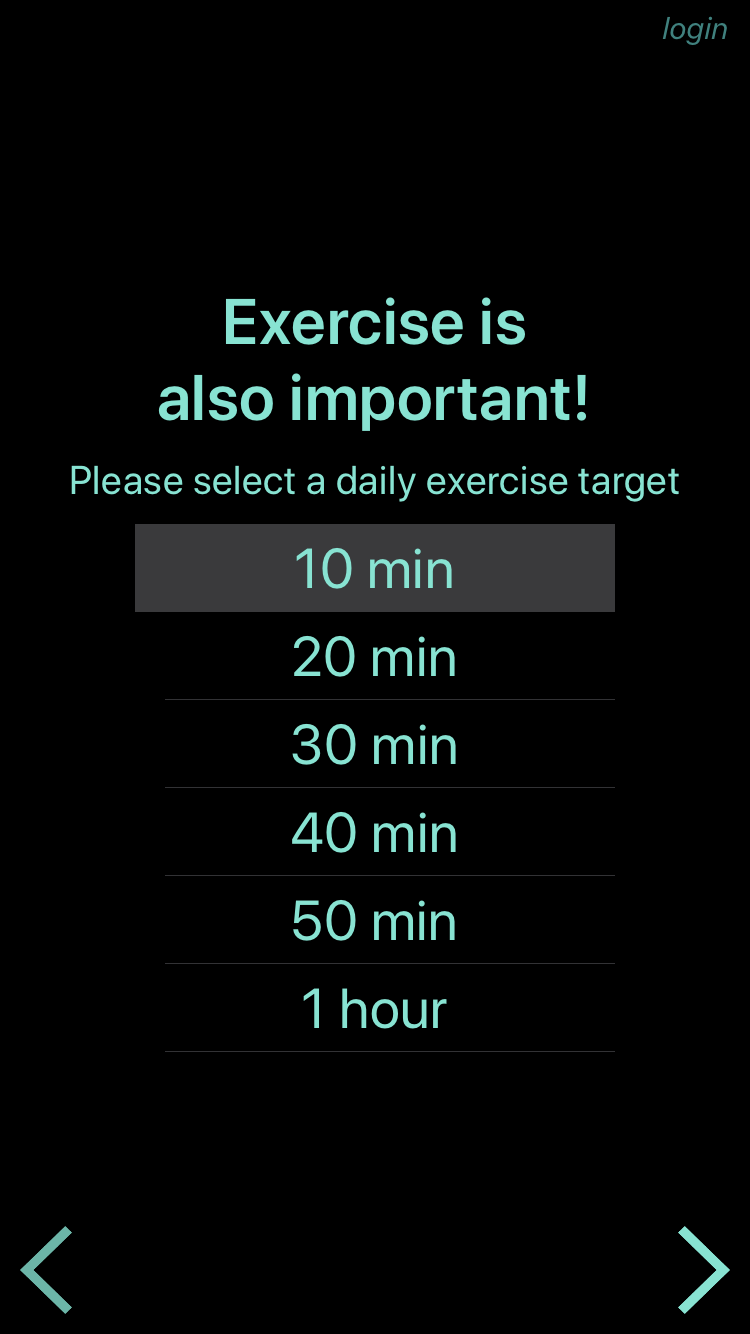 login
Exercise is
also important!
Please select a daily exercise target
10 min
20 min
30 min
40 min
50 min
1 hour